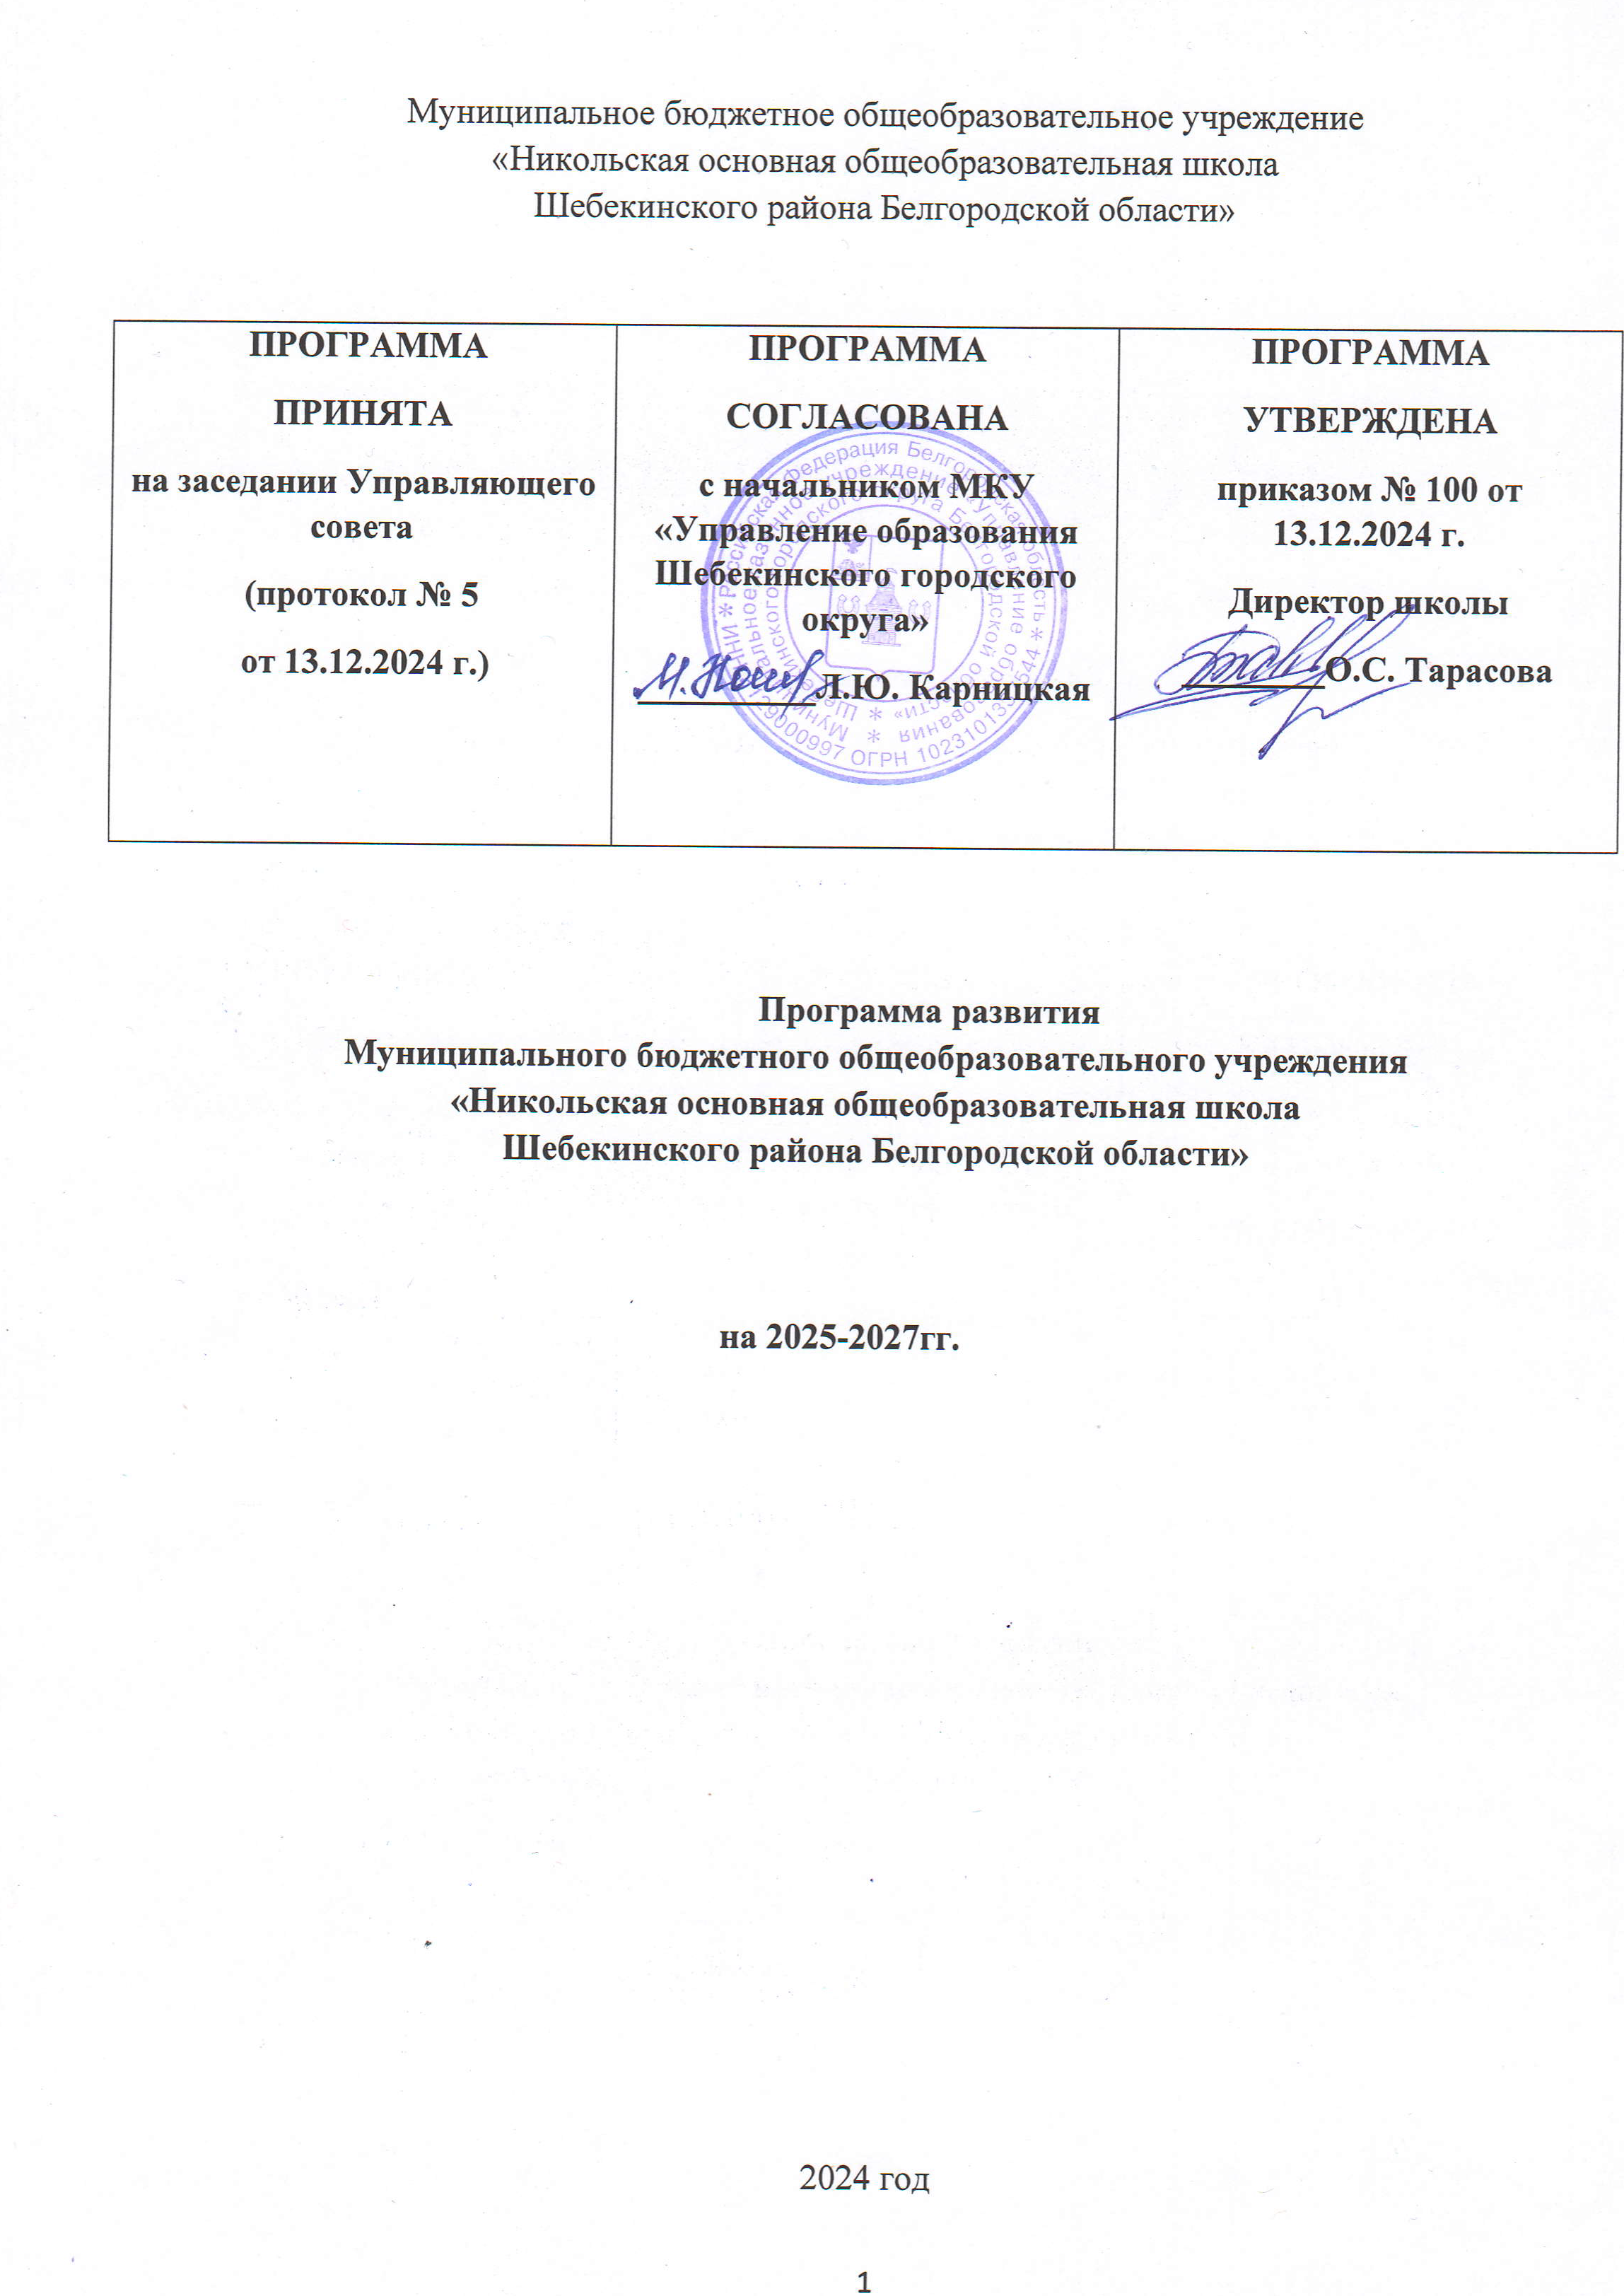 Муниципальное бюджетное общеобразовательное учреждение
«Никольская основная общеобразовательная школа
Шебекинского района Белгородской области»
ПРОГРАММА
ПРИНЯТА
на заседании Управляющего
совета
(протокол № 5
от 13.12.2024 г.)
ПРОГРАММА
СОГЛАСОВАНА
с начальником МКУ
«Управление образования
Шебекинского городского
округа»
Л.Ю. Карницкая
ПРОГРАММА
УТВЕРЖДЕНА
приказом № 100 от
13.12.2024 г.
Директор школы
О.С. Тарасова
Программа развития
Муниципального бюджетного общеобразовательного учреждения
«Никольская основная общеобразовательная школа
Шебекинского района Белгородской области»
на 2025-2027гг.
2024 год
1